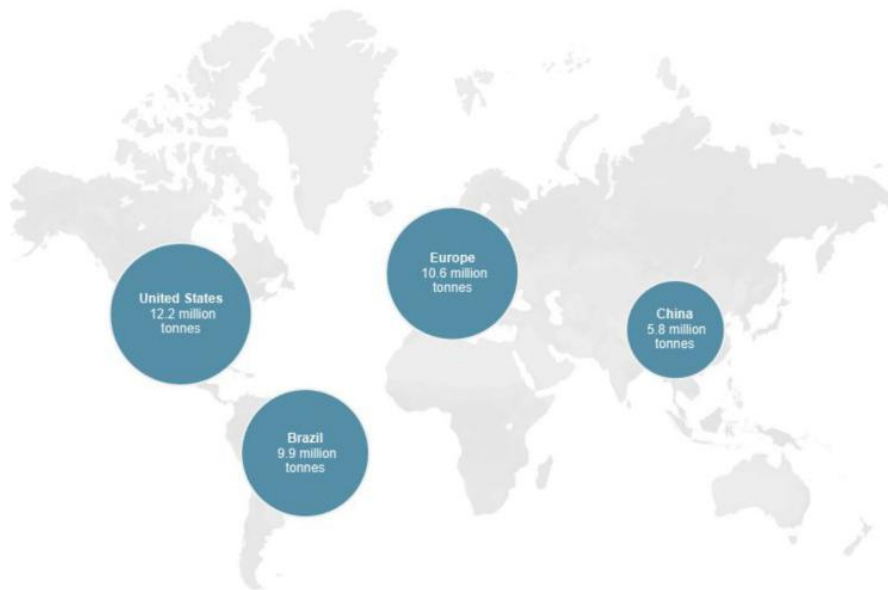 Europe
10.6 million
tonnes
United States
12.2 million
tonnes
China
5.8 million
tonnes
Brazil
9.9 million
tonnes